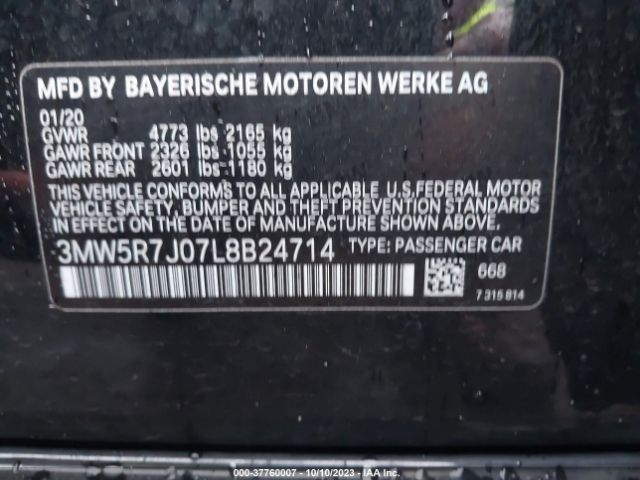 MFD BY BAYERISCHE MOTOREN WERKE AG
01/20
GVWR 4773 lbs 2165 kg
GAWR FRONT 2326 lbs 1055 kg
GAWR REAR 2601 lbs 1180 kg
THIS VEHICLE CONFORMS TO ALL APPLICABLE U.S,FEDERAL MOTOR
VEHICLE SAFETY, BUMPER AND THEFT PREVENTION STANDARDS
IN EFFECT ON THE DATE OF MANUFACTURE SHOWN ABOVE.
3MW5R7J07L8B24714 TYPE: PASSENGER CAR
668
7 315 814
000-37760007 - 10/10/2023 - IAA Inc.